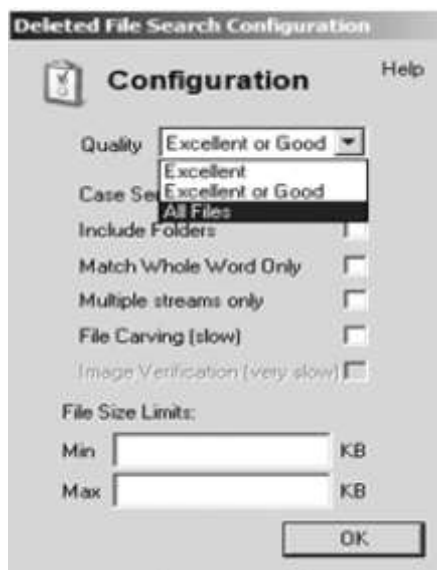 Deleted File Search Configuration
Configuration
Help
Quality Excellent or Good
Excellent
Case Se Excellent or Good
All Files
Include Folders
Match Whole Word Only
Multiple streams only
File Carving (slow)
Image Verification (very slow)
File Size Limits:
Min KB
Max KB
OK